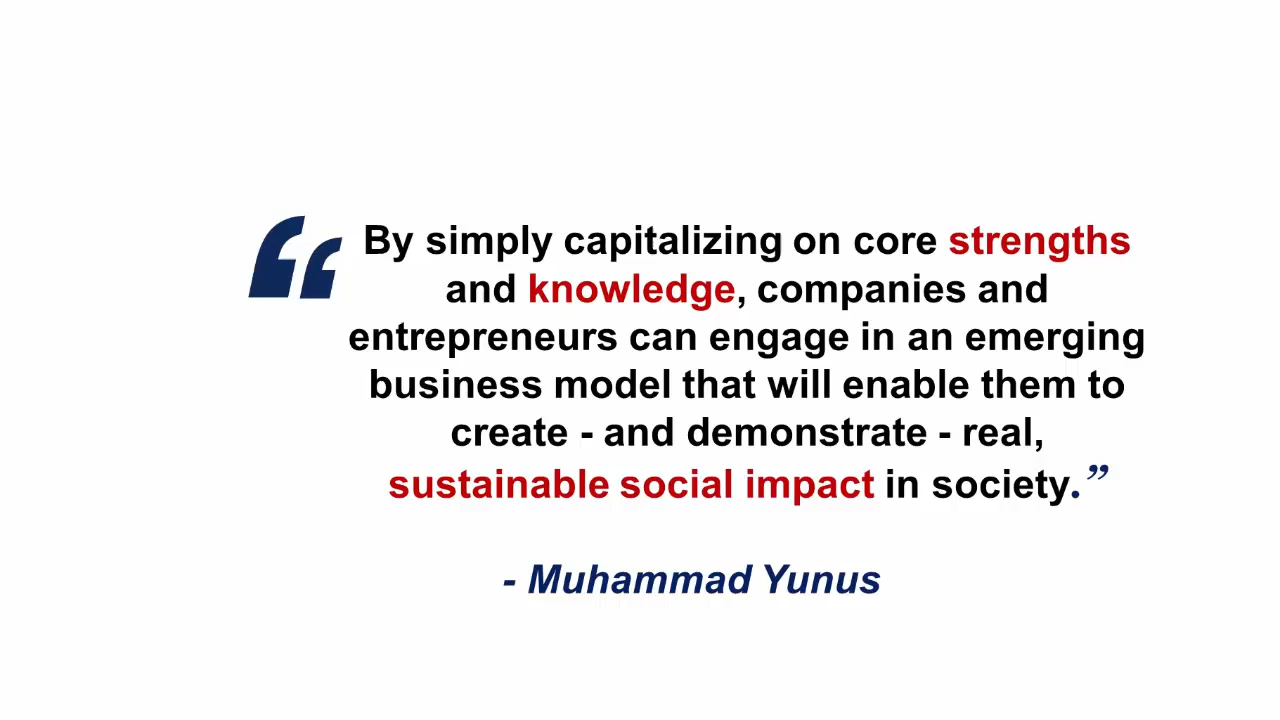 “ By simply capitalizing on core strengths
and knowledge, companies and
entrepreneurs can engage in an emerging
business model that will enable them to
create - and demonstrate - real,
sustainable social impact in society.”
- Muhammad Yunus